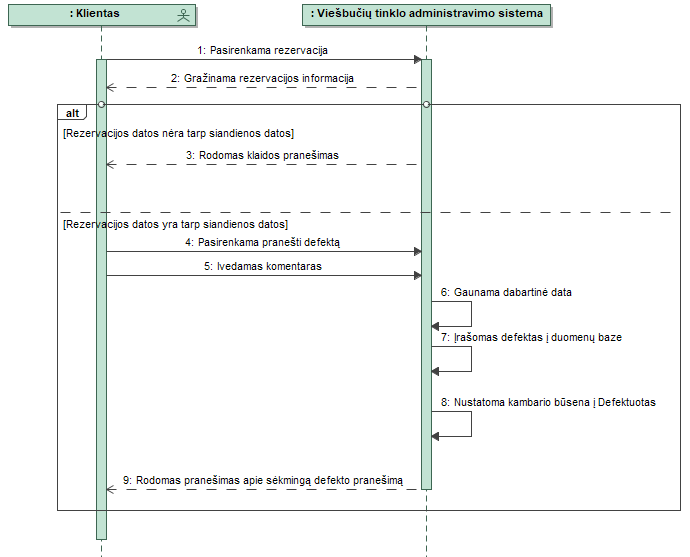 : Klientas
: Viešbučių tinklo administravimo sistema
1: Pasirenkama rezervacija
2: Gražinama rezervacijos informacija
alt
[Rezervacijos datos nėra tarp siandienos datos]
3: Rodomas klaidos pranešimas
[Rezervacijos datos yra tarp siandienos datos]
4: Pasirenkama pranešti defektą
5: Ivedamas komentaras
6: Gaunama dabartinė data
7: Įrašomas defektas į duomenų baze
8: Nustatoma kambario būsena į Defektuotas
9: Rodomas pranešimas apie sėkmingą defekto pranešimą